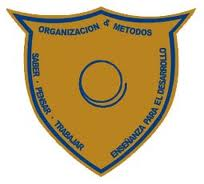 ORGANIZACION & METODOS
SABER - PENSAR - TRABAJAR
ENSEÑANZA PARA EL DESARROLLO